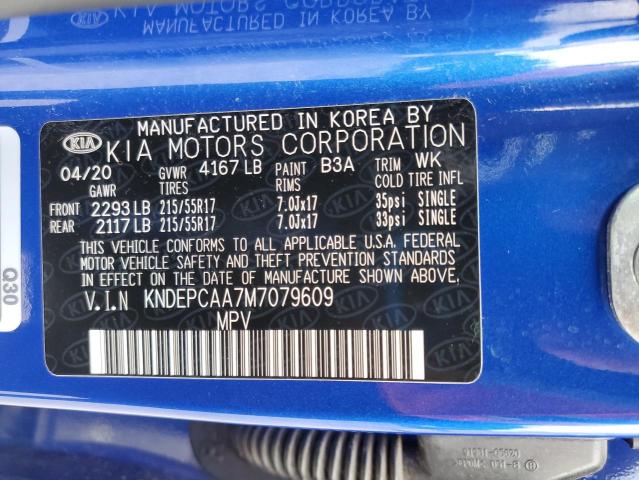 KIA MANUFACTURED IN KOREA BY
KIA KIA MOTORS CORPORATION
04/20 GVWR 4167 LB PAINT B3A TRIM WK
GAWR TIRES RIMS COLD TIRE INFL
FRONT 2293 LB 215/55R17 7.0Jx17 35psi SINGLE
REAR 2117 LB 215/55R17 7.0Jx17 33psi SINGLE
THIS VEHICLE CONFORMS TO ALL APPLICABLE U.S.A. FEDERAL
MOTOR VEHICLE SAFETY AND THEFT PREVENTION STANDARDS
IN EFFECT ON THE DATE OF MANUFACTURE SHOWN ABOVE.
V.I.N KNDEPCAA7M7079609
MPV
Q30